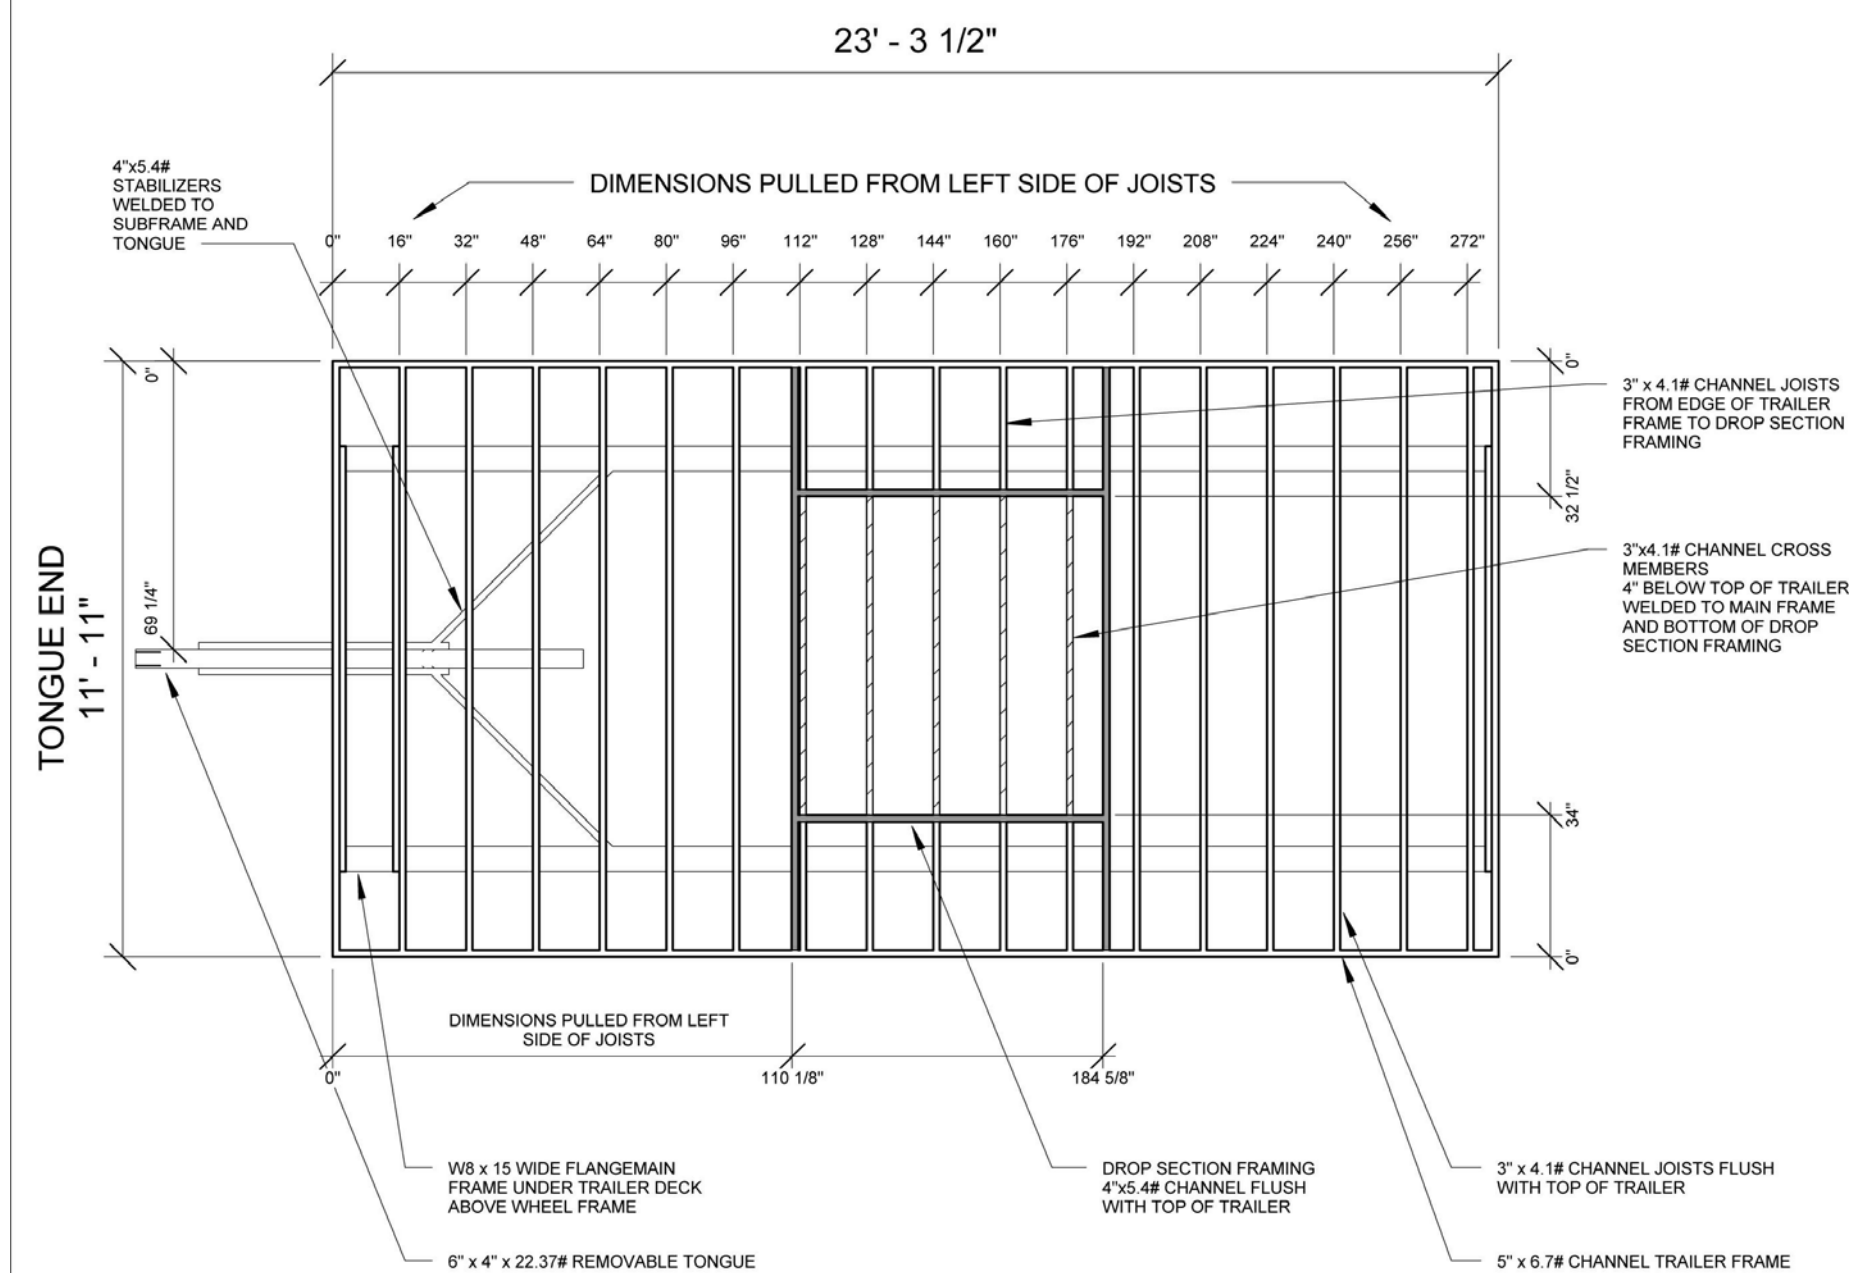 23' - 3 1/2"
4"x5.4#
STABILIZERS
WELDED TO
SUBFRAME AND
TONGUE
DIMENSIONS PULLED FROM LEFT SIDE OF JOISTS
0" 16" 32" 48" 64" 80" 96" 112" 128" 144" 160" 176" 192" 208" 224" 240" 256" 272"
0"
69 1/4"
TONGUE END
11' - 11"
0"
32 1/2"
34"
0"
3" x 4.1# CHANNEL JOISTS
FROM EDGE OF TRAILER
FRAME TO DROP SECTION
FRAMING
3"x4.1# CHANNEL CROSS
MEMBERS
4" BELOW TOP OF TRAILER
WELDED TO MAIN FRAME
AND BOTTOM OF DROP
SECTION FRAMING
DIMENSIONS PULLED FROM LEFT
SIDE OF JOISTS
0" 110 1/8" 184 5/8"
W8 x 15 WIDE FLANGEMAIN
FRAME UNDER TRAILER DECK
ABOVE WHEEL FRAME
6" x 4" x 22.37# REMOVABLE TONGUE
DROP SECTION FRAMING
4"x5.4# CHANNEL FLUSH
WITH TOP OF TRAILER
3" x 4.1# CHANNEL JOISTS FLUSH
WITH TOP OF TRAILER
5" x 6.7# CHANNEL TRAILER FRAME